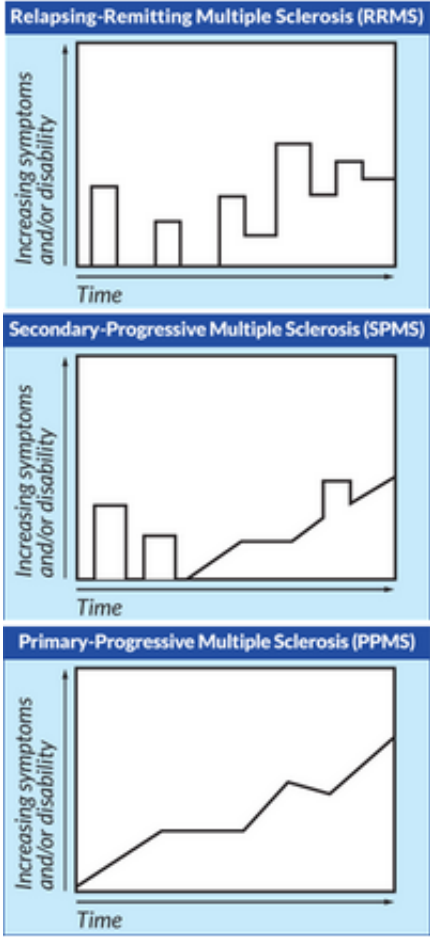 Relapsing-Remitting Multiple Sclerosis (RRMS)
Increasing symptoms
and/or disability
Time
Secondary-Progressive Multiple Sclerosis (SPMS)
Increasing symptoms
and/or disability
Time
Primary-Progressive Multiple Sclerosis (PPMS)
Increasing symptoms
and/or disability
Time